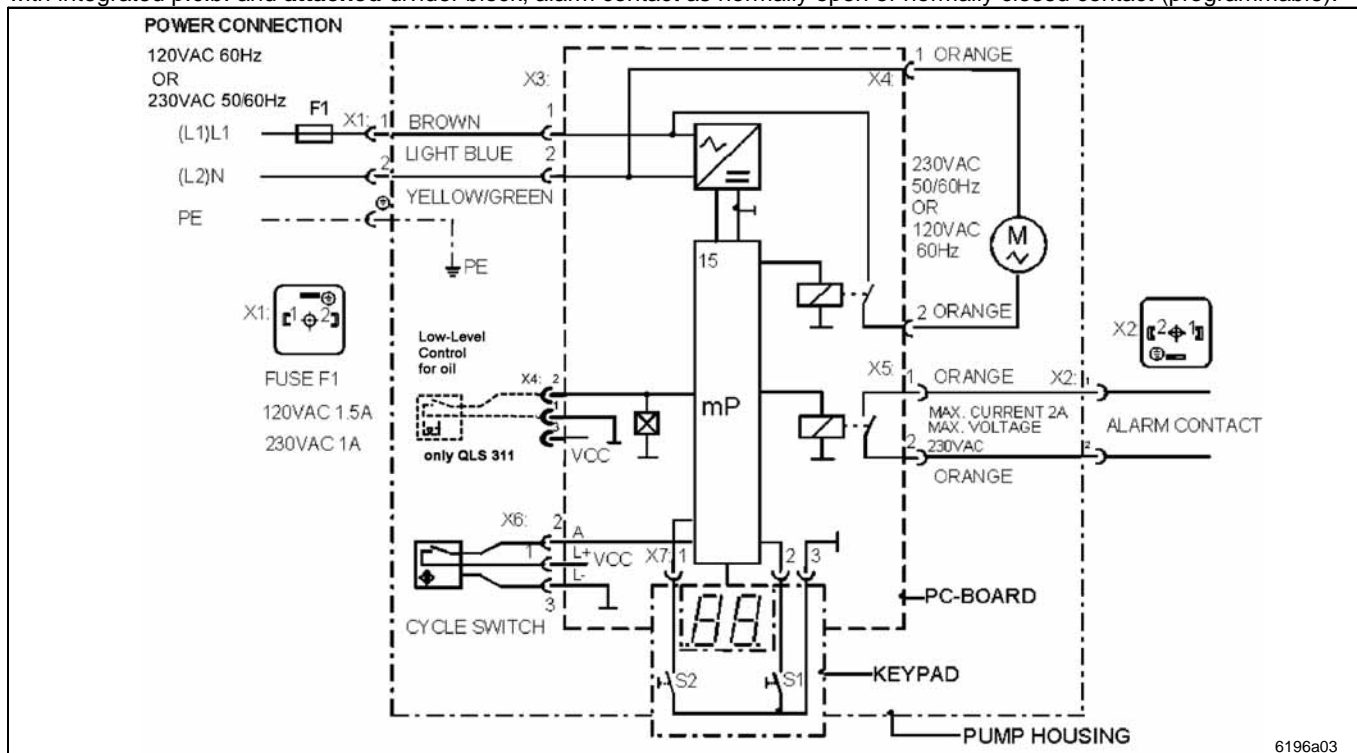 with integrated p.c.b. and attached divider block, alarm contact as normally open or normally closed contact (programmable).
POWER CONNECTION
120VAC 60Hz
OR
230VAC 50/60Hz
F1
X1: 1
(L1)L1
BROWN
X3:
1
2
(L2)N
LIGHT BLUE
2
PE
YELLOW/GREEN
PE
X4:
1 ORANGE
230VAC
50/60Hz
OR
120VAC
60Hz
M
2 ORANGE
15
mP
X1:
1 2
FUSE F1
120VAC 1.5A
230VAC 1A
Low-Level
Control
for oil
only QLS 311
X4: 2
1
3
VCC
X5: 1
ORANGE
X2: 1
MAX. CURRENT 2A
MAX. VOLTAGE
2
230VAC
2
ORANGE
ALARM CONTACT
X2
2 1
X6:
2
A
1
L+
VCC
L-
3
CYCLE SWITCH
X7: 1
2
3
88
S2
S1
PC-BOARD
KEYPAD
PUMP HOUSING
6196a03